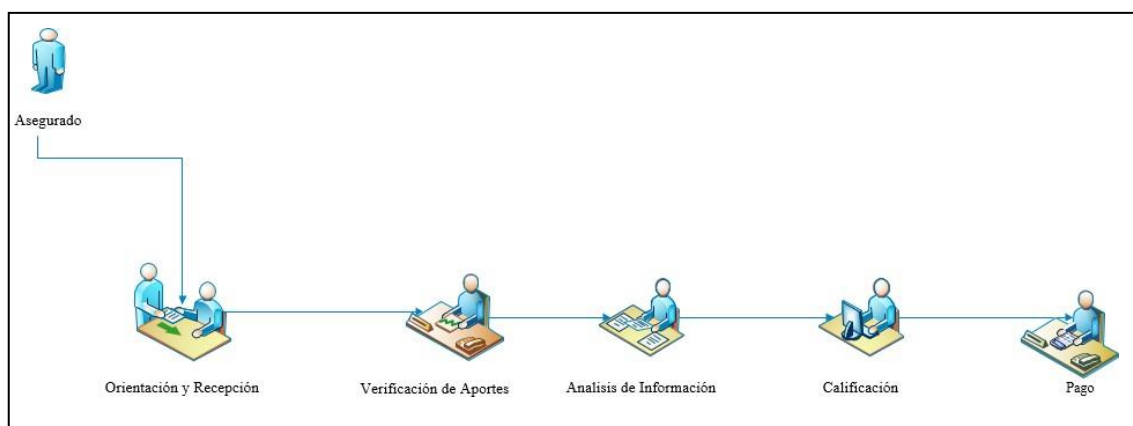 Asegurado
Orientación y Recepción
Verificación de Aportes
Analisis de Información
Calificación
Pago